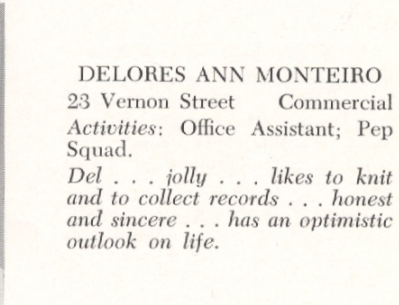 DELORES ANN MONTEIRO
23 Vernon Street Commercial
Activities: Office Assistant; Pep
Squad.
Del . . . jolly . . . likes to knit
and to collect records . . . honest
and sincere . . . has an optimistic
outlook on life.